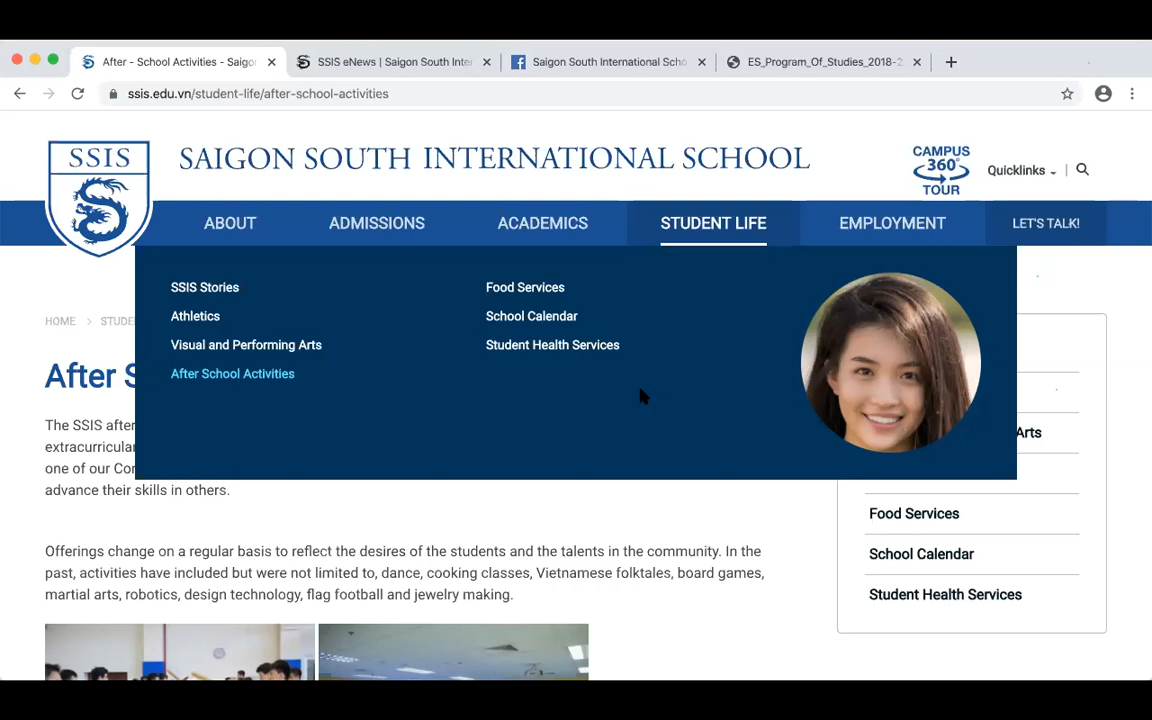 After - School Activities - Saigo
SSIS eNews | Saigon South Inter
Saigon South International Scho
ES_Program_Of_Studies_2018-2
ssis.edu.vn/student-life/after-school-activities
SSIS
SAIGON SOUTH INTERNATIONAL SCHOOL
CAMPUS
360°
TOUR
Quicklinks
ABOUT
ADMISSIONS
ACADEMICS
STUDENT LIFE
EMPLOYMENT
LET'S TALK!
SSIS Stories
Athletics
Visual and Performing Arts
After School Activities
Food Services
School Calendar
Student Health Services
HOME > STUDE
After S
The SSIS after
extracurricular
one of our Cor
advance their skills in others.
Offerings change on a regular basis to reflect the desires of the students and the talents in the community. In the
past, activities have included but were not limited to, dance, cooking classes, Vietnamese folktales, board games,
martial arts, robotics, design technology, flag football and jewelry making.
Arts
Food Services
School Calendar
Student Health Services